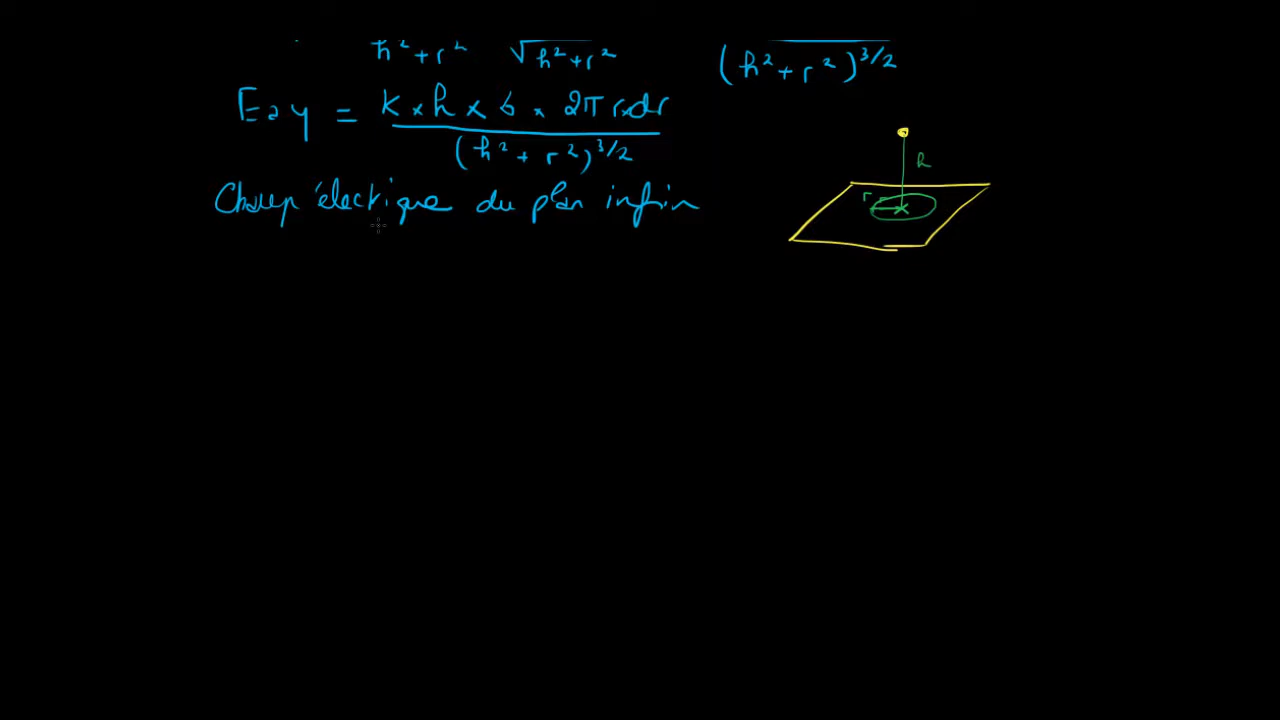 h² + r² √h² + r² (h² + r²)^3/2
Eay = K × h × σ × 2π r×dr
(h² + r²)^3/2
h
Champ électrique du plan infini
r